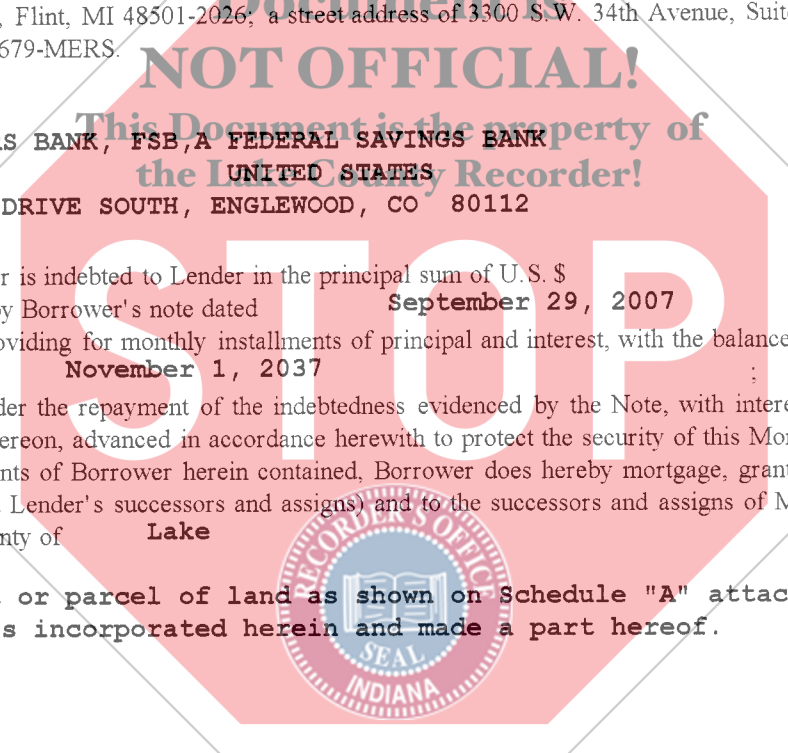 Document is
, Flint, MI 48501-2026; a street address of 3300 S.W. 34th Avenue, Suit
679-MERS.
NOT OFFICIAL!
This Document is the property of
S BANK, FSB,A FEDERAL SAVINGS BANK
the Lake County Recorder!
UNITED STATES
DRIVE SOUTH, ENGLEWOOD, CO 80112
STOP
r is indebted to Lender in the principal sum of U.S. $
y Borrower's note dated September 29, 2007
oviding for monthly installments of principal and interest, with the balance
November 1, 2037 ;
der the repayment of the indebtedness evidenced by the Note, with inter
ereon, advanced in accordance herewith to protect the security of this Mo
nts of Borrower herein contained, Borrower does hereby mortgage, grant
Lender's successors and assigns) and to the successors and assigns of M
nty of Lake
or parcel of land as shown on Schedule "A" attac
s incorporated herein and made a part hereof.
RECORDER'S OFFICE
SEAL
INDIANA